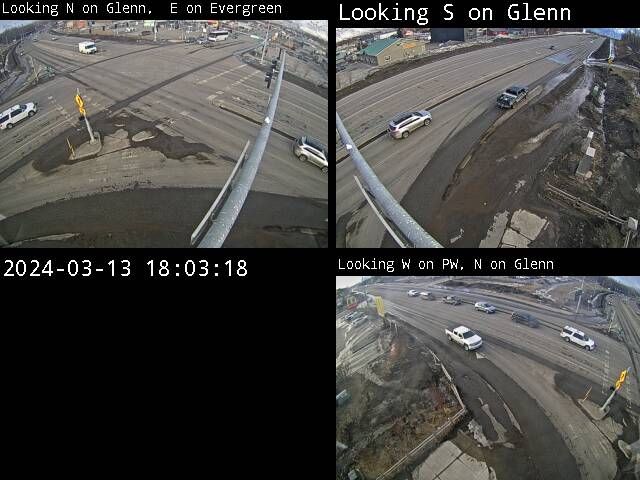 Looking N on Glenn,  E on Evergreen
Looking S on Glenn
2024-03-13 18:03:18
Looking W on PW, N on Glenn